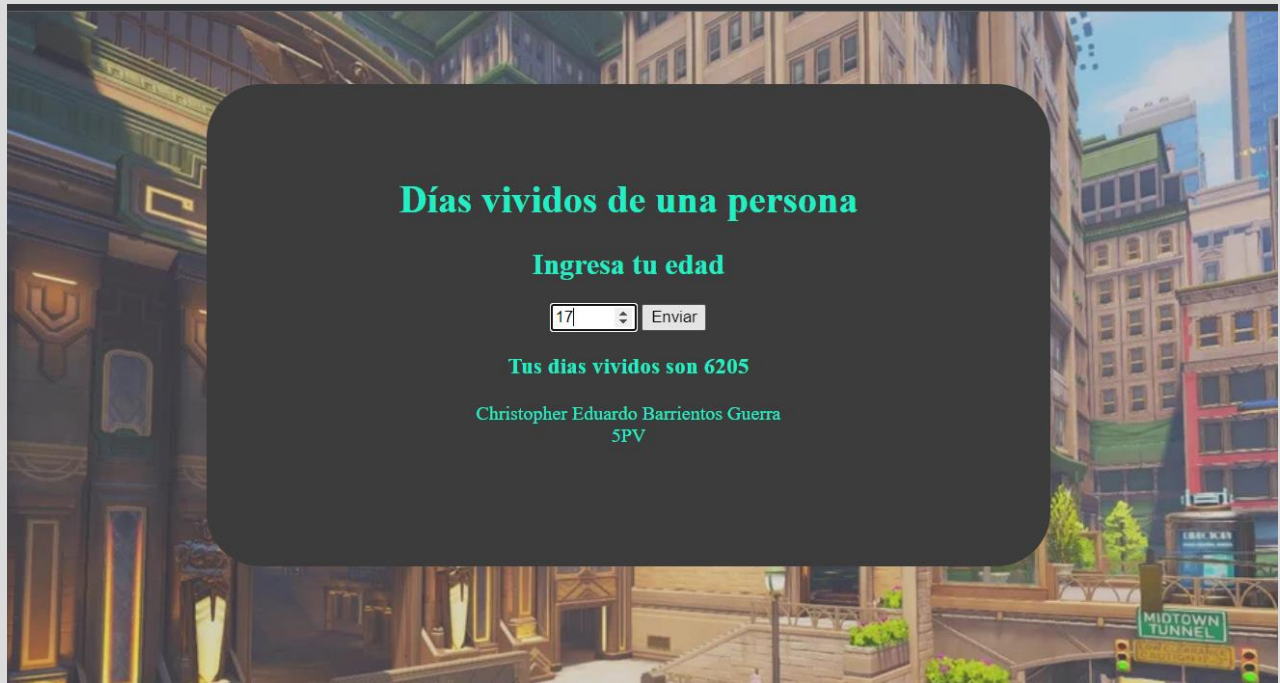 Días vividos de una persona
Ingresa tu edad
17 Enviar
Tus dias vividos son 6205
Christopher Eduardo Barrientos Guerra
5PV
MIDTOWN
TUNNEL